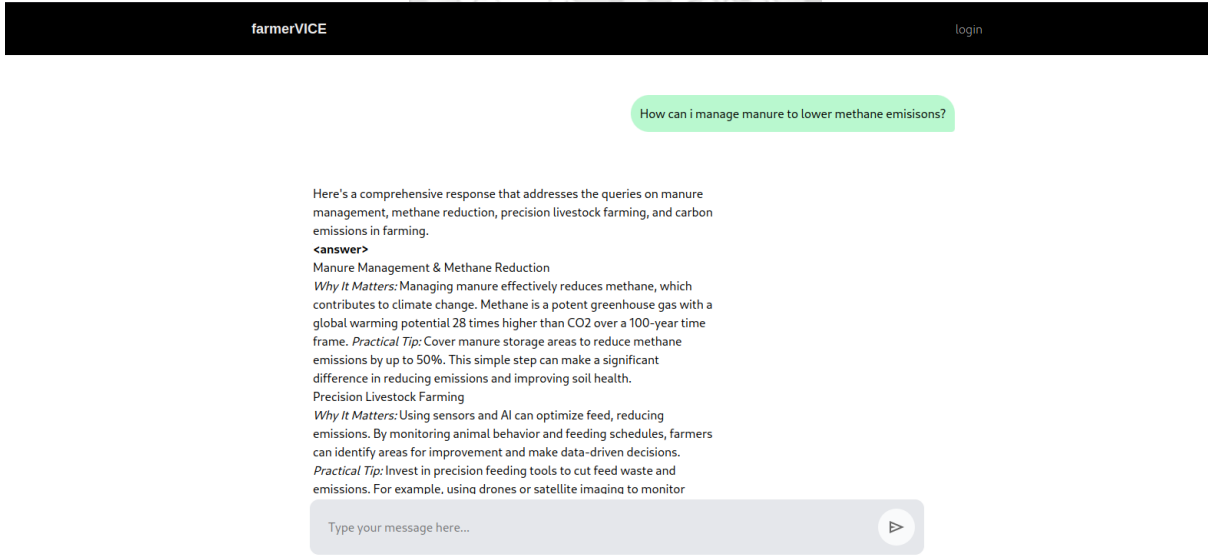 farmerVICE
login
How can i manage manure to lower methane emisisons?
Here's a comprehensive response that addresses the queries on manure
management, methane reduction, precision livestock farming, and carbon
emissions in farming.
<answer>
Manure Management & Methane Reduction
Why It Matters: Managing manure effectively reduces methane, which
contributes to climate change. Methane is a potent greenhouse gas with a
global warming potential 28 times higher than CO2 over a 100-year time
frame. Practical Tip: Cover manure storage areas to reduce methane
emissions by up to 50%. This simple step can make a significant
difference in reducing emissions and improving soil health.
Precision Livestock Farming
Why It Matters: Using sensors and AI can optimize feed, reducing
emissions. By monitoring animal behavior and feeding schedules, farmers
can identify areas for improvement and make data-driven decisions.
Practical Tip: Invest in precision feeding tools to cut feed waste and
emissions. For example, using drones or satellite imaging to monitor
Type your message here...